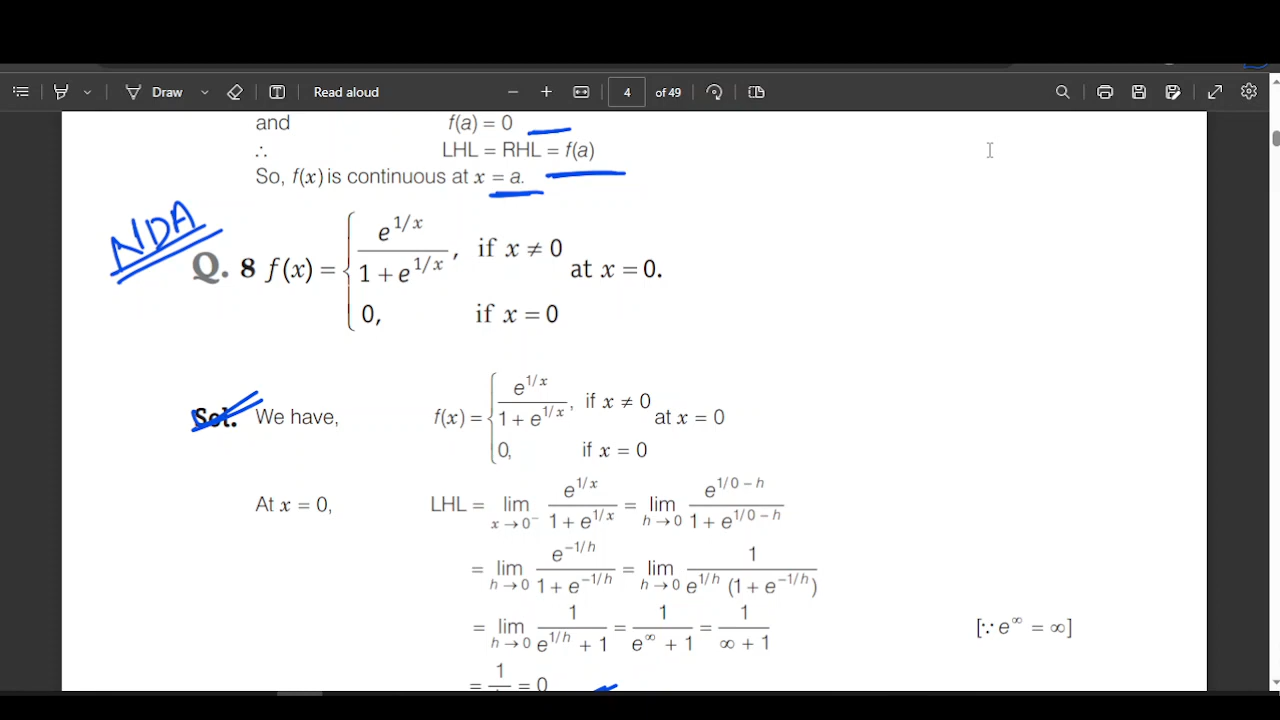 Draw
Read aloud
4 of 49
and f(a) = 0
∴ LHL = RHL = f(a)
So, f(x) is continuous at x = a.
NDA
Q. 8 f(x) = { e^{1/x} / (1 + e^{1/x}), if x ≠ 0
0, if x = 0 at x = 0.
Sol. We have, f(x) = { e^{1/x} / (1 + e^{1/x}), if x ≠ 0
0, if x = 0 at x = 0
At x = 0, LHL = lim_{x→0⁻} e^{1/x} / (1 + e^{1/x}) = lim_{h→0} e^{1/0 – h} / (1 + e^{1/0 – h})
= lim_{h→0} e^{–1/h} / (1 + e^{–1/h}) = lim_{h→0} 1 / (e^{1/h} (1 + e^{–1/h}))
= lim_{h→0} 1 / (e^{1/h} + 1) = 1 / (e^∞ + 1) = 1 / (∞ + 1) [∵ e^∞ = ∞]
= 1 / = 0